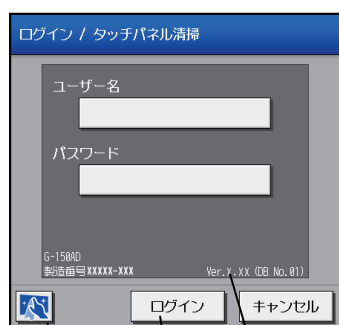 ログイン / タッチパネル清掃
ユーザー名
パスワード
G-150AD
製造番号XXXXX-XXX
Ver.X.XX (DB No.01)
ログイン
キャンセル